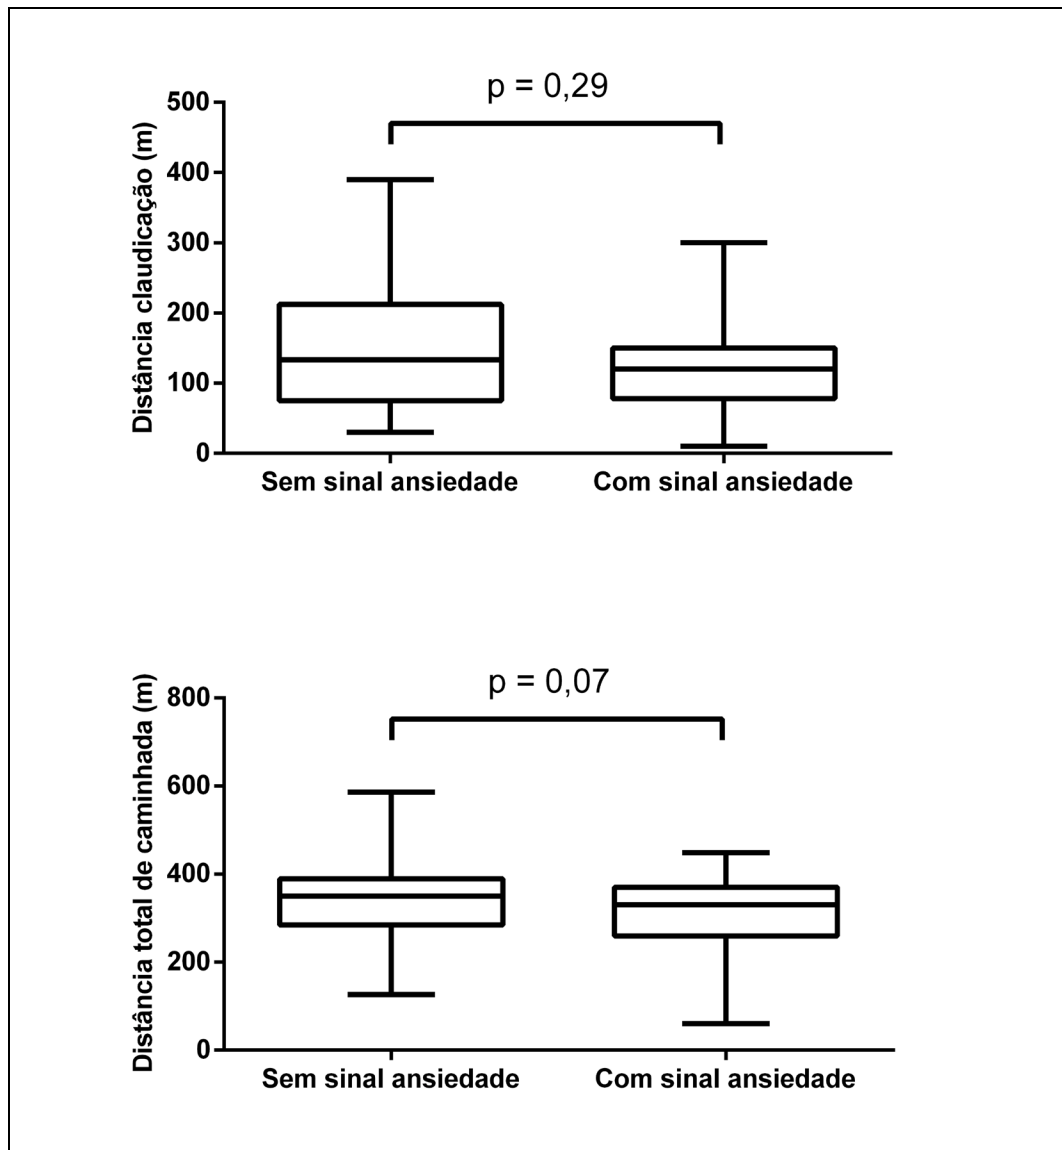 p = 0,29
Distância claudicação (m)
500
400
300
200
100
0
Sem sinal ansiedade
Com sinal ansiedade
p = 0,07
Distância total de caminhada (m)
800
600
400
200
0
Sem sinal ansiedade
Com sinal ansiedade